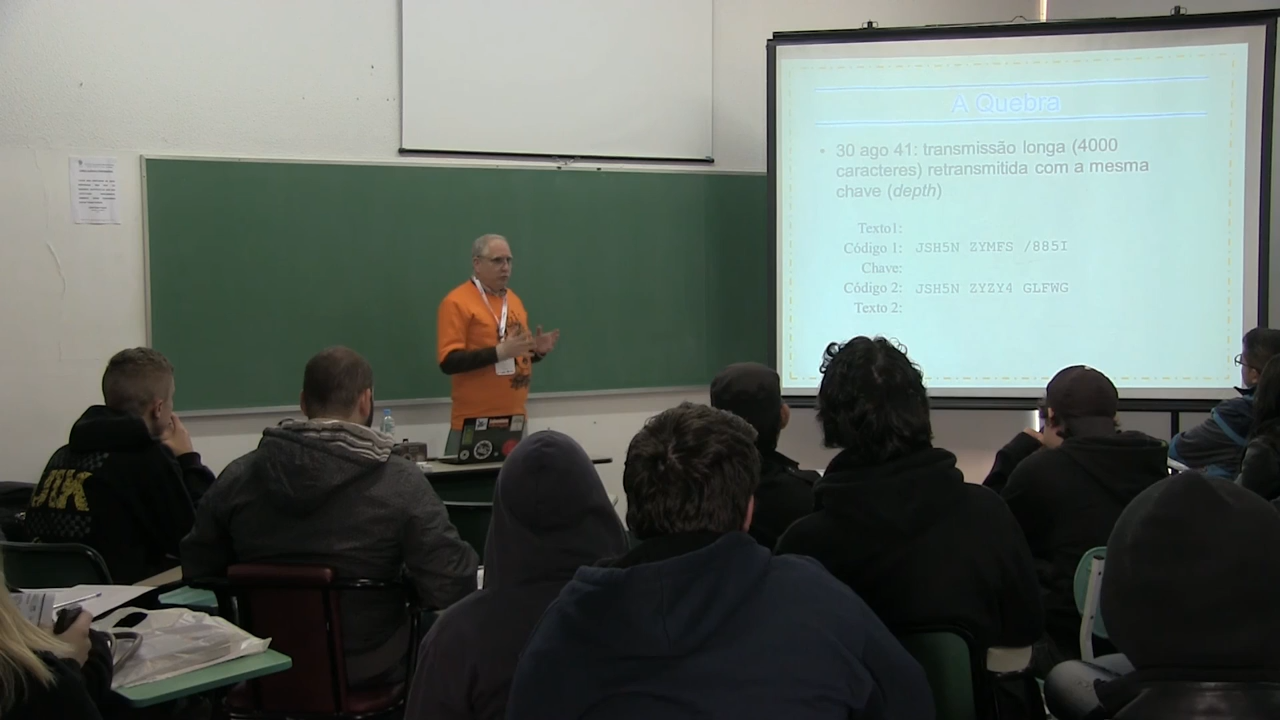 A Quebra
• 30 ago 41: transmissão longa (4000
caracteres) retransmitida com a mesma
chave (depth)
Texto1:
Código 1: JSH5N ZYMFS /885I
Chave:
Código 2: JSH5N ZYZY4 GLFWG
Texto 2: